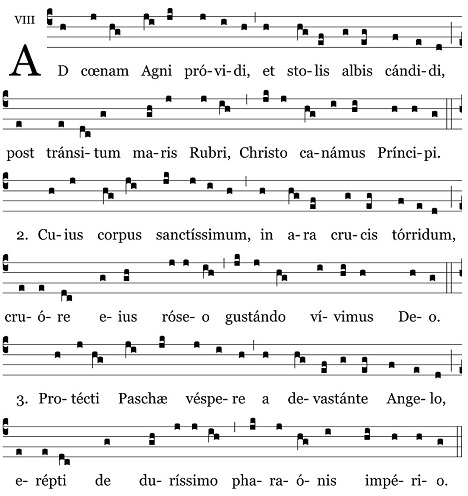 VIII
AD cœnam Agni pró-vi-di, et sto-lis albis cándi-di,
post tránsi-tum ma-ris Rubri, Christo ca-námus Prínci-pi.
2. Cu-ius corpus sanctíssimum, in a-ra cru-cis tórridum,
cru-ó-re e-ius róse-o gustándo ví-vimus De-o.
3. Pro-técti Paschæ véspe-re a de-vastánte Ange-lo,
e-répti de du-ríssimo pha-ra-ó-nis impé-ri-o.